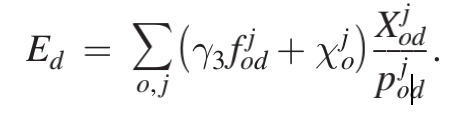 $E_d = \sum_{o,j} \left( \gamma_3 f_{od}^j + \chi_o^j \right) \frac{X_{od}^j}{p_{od}^j}.$